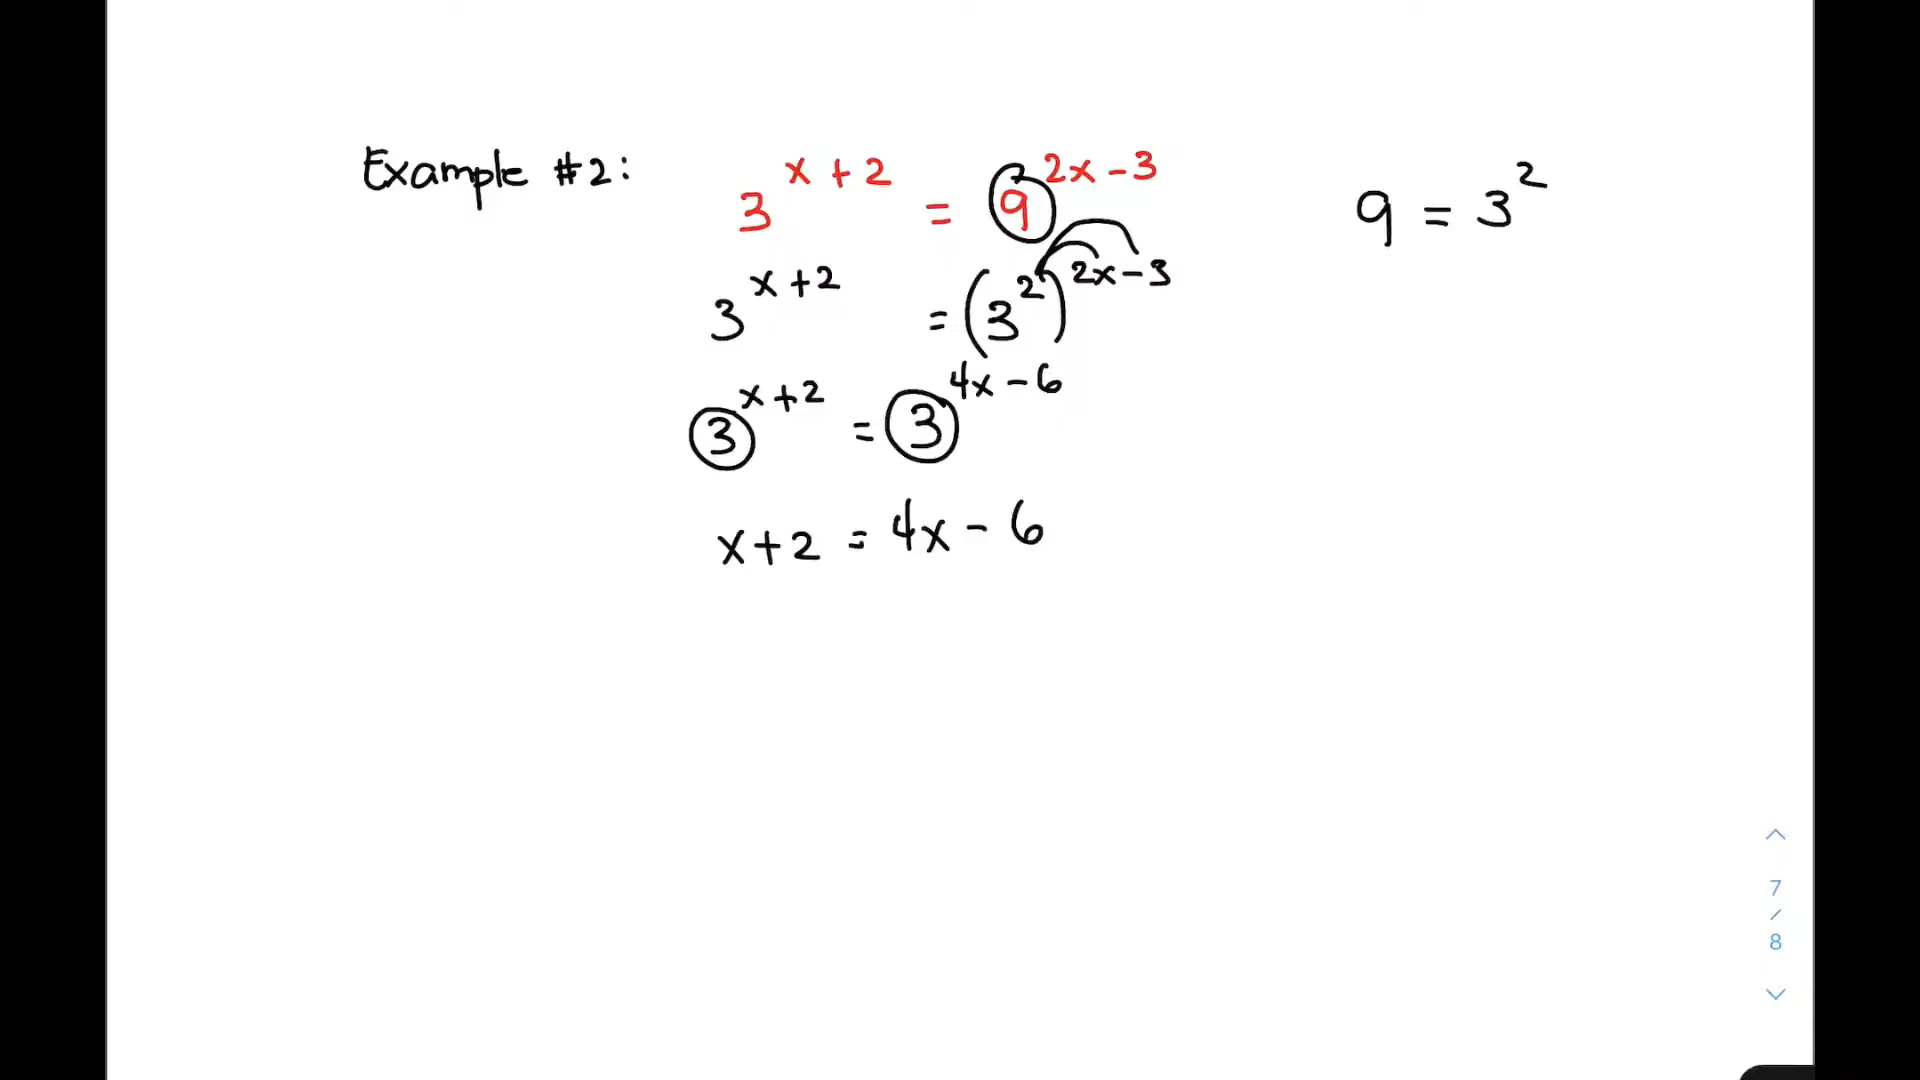 Example #2: 3^(x+2) = 9^(2x-3) 9 = 3^2
3^(x+2) = (3^2)^(2x-3)
3^(x+2) = 3^(4x-6)
x+2 = 4x-6
7
/
8